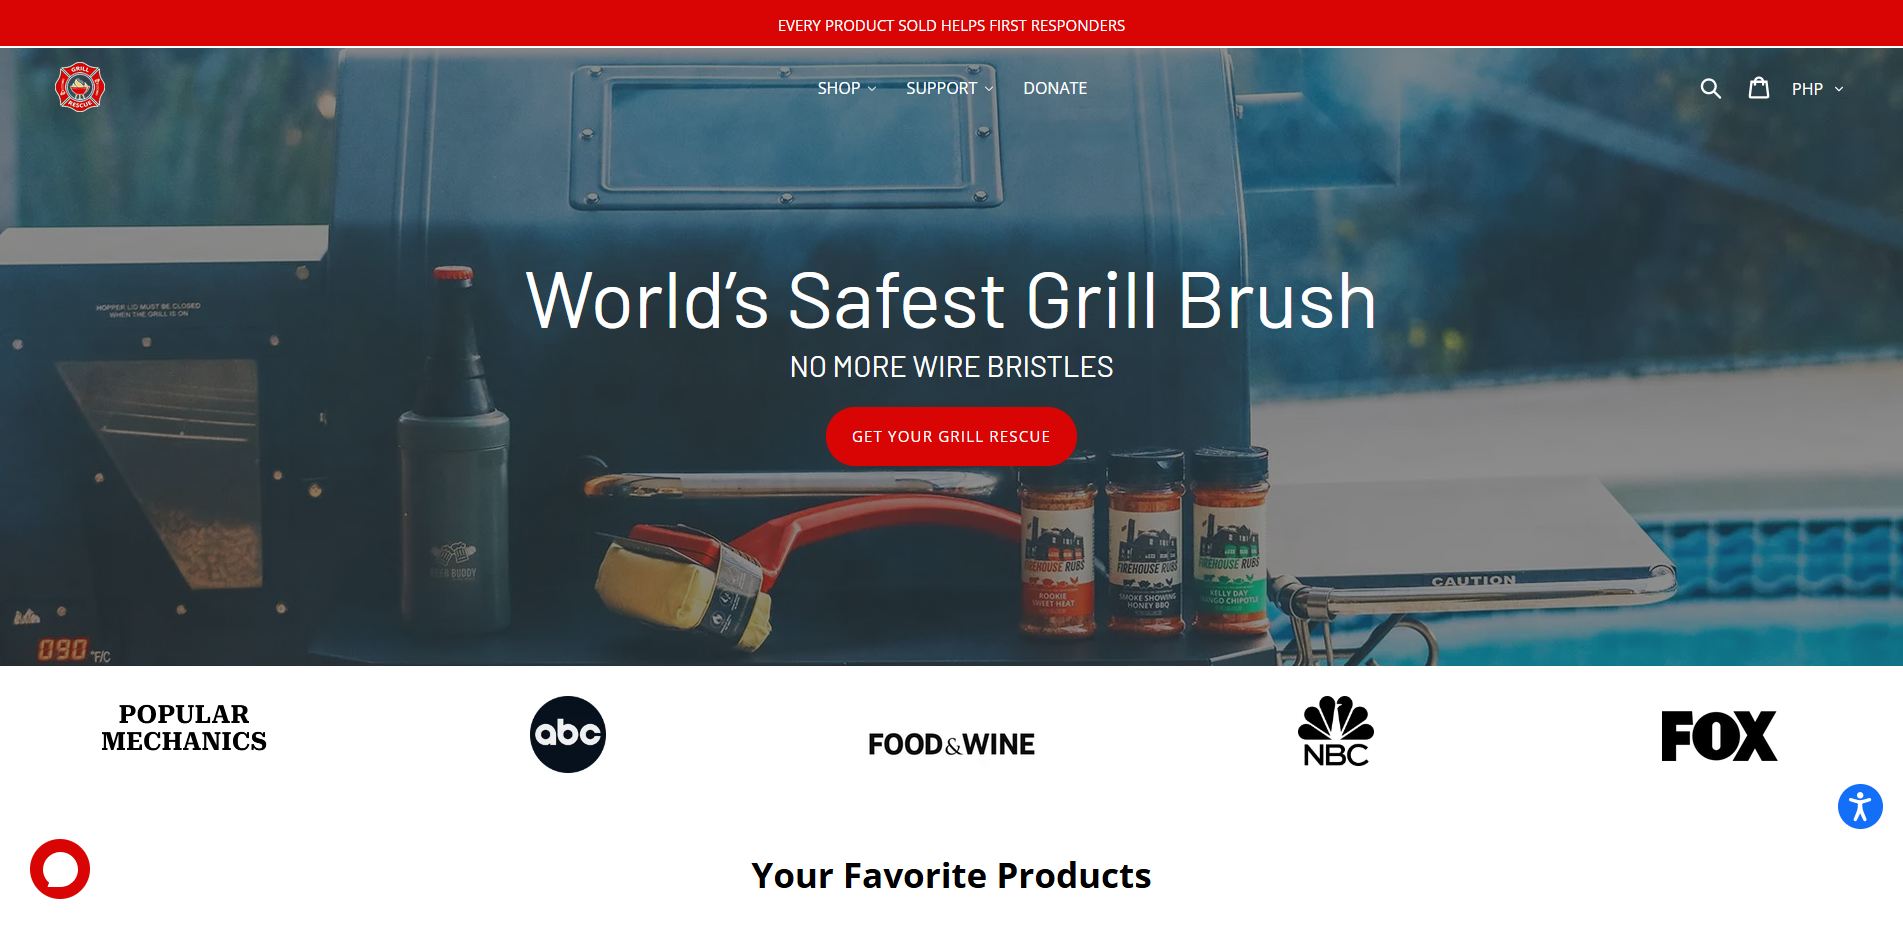 EVERY PRODUCT SOLD HELPS FIRST RESPONDERS
GRILL
RESCUE
SHOP
SUPPORT
DONATE
PHP
HOPPER LID MUST BE CLOSED
WHEN THE GRILL IS ON
World’s Safest Grill Brush
NO MORE WIRE BRISTLES
GET YOUR GRILL RESCUE
BUDDY
FIREHOUSE RUBS
ROOKIE
SWEET HEAT
FIREHOUSE RUBS
SMOKE SHOWING
HONEY BBQ
FIREHOUSE RUBS
KELLY DAY
MANGO CHIPOTLE
CAUTION
090 °F/C
POPULAR
MECHANICS
abc
FOOD&WINE
NBC
FOX
Your Favorite Products